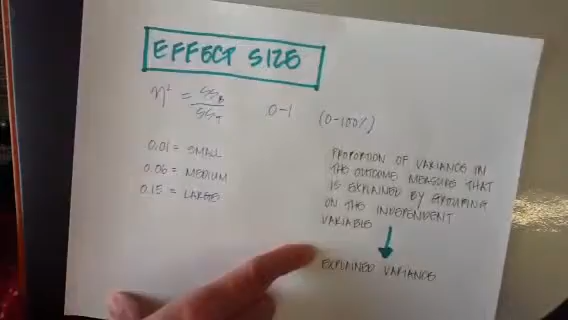 EFFECT SIZE
η² = SS_B / SS_T
0-1
(0-100%)
0.01 = SMALL
0.06 = MEDIUM
0.15 = LARGE
PROPORTION OF VARIANCE IN
THE OUTCOME MEASURE THAT
IS EXPLAINED BY GROUPING
ON THE INDEPENDENT
VARIABLE
EXPLAINED VARIANCE